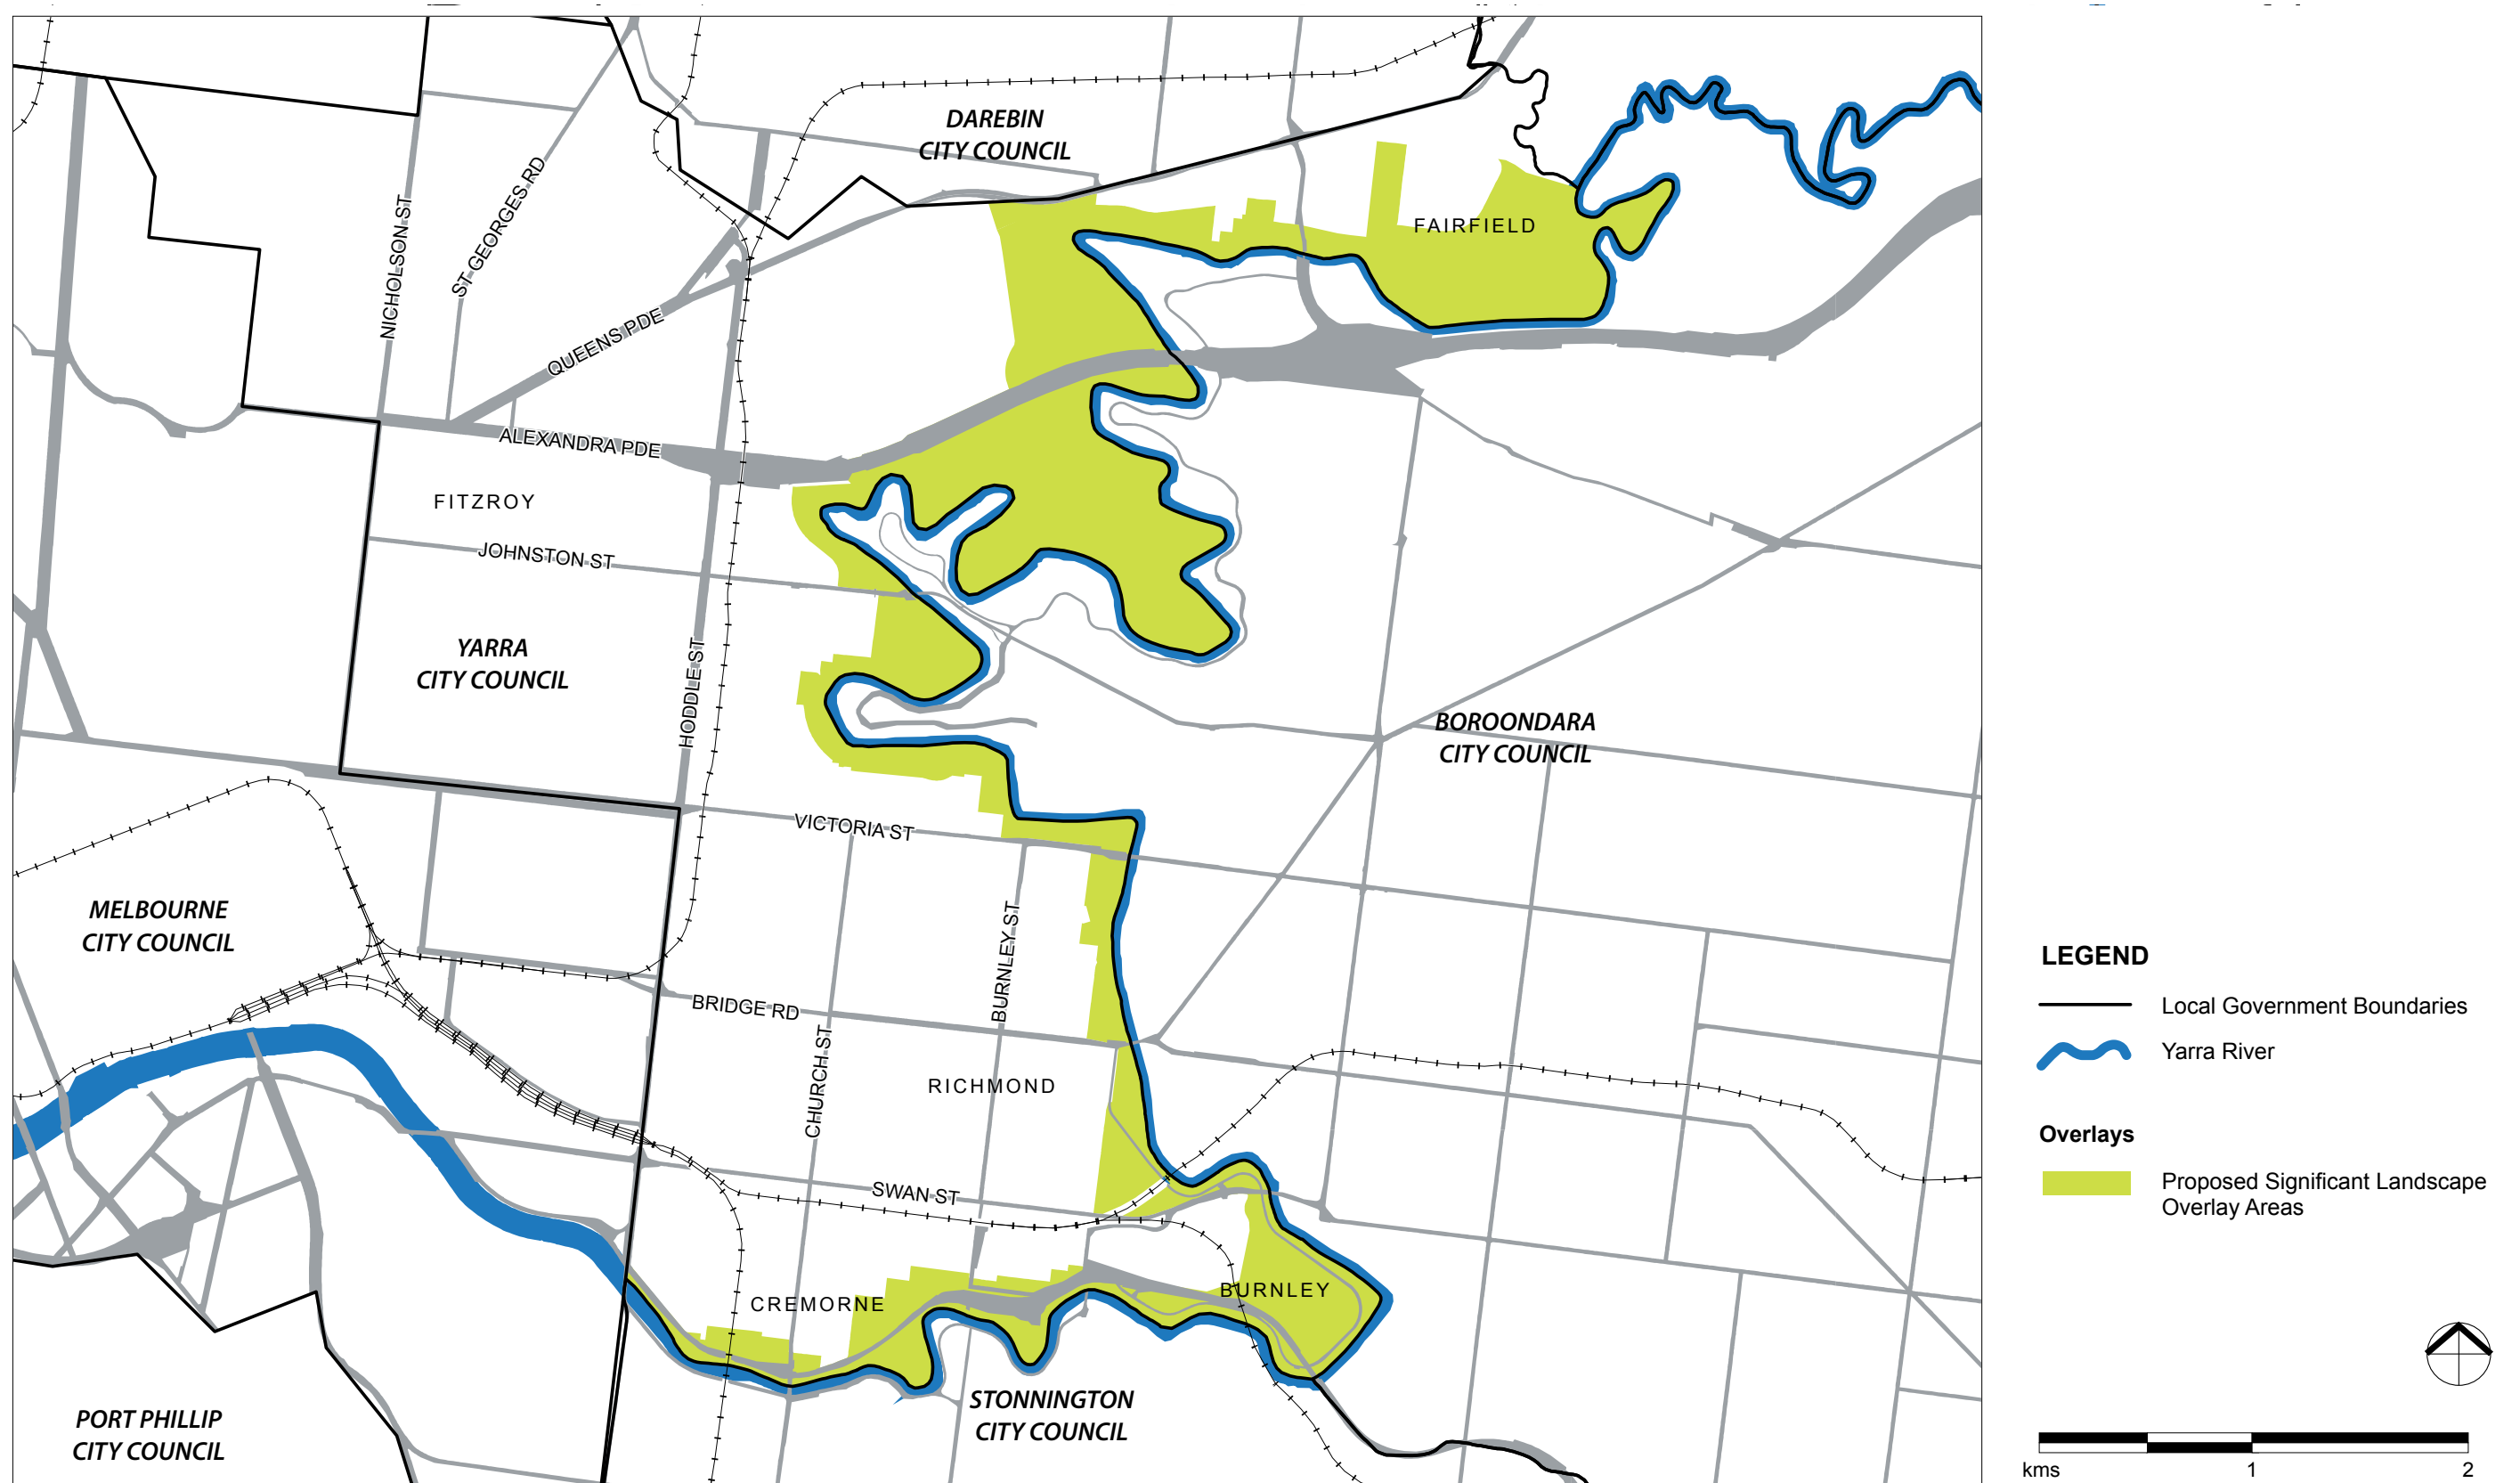 DAREBIN
CITY COUNCIL
FAIRFIELD
NICHOLSON ST
ST GEORGES RD
QUEENS PDE
ALEXANDRA PDE
FITZROY
JOHNSTON ST
YARRA
CITY COUNCIL
HODDLE ST
BOROONDARA
CITY COUNCIL
VICTORIA ST
MELBOURNE
CITY COUNCIL
BURNLEY ST
BRIDGE RD
CHURCH ST
RICHMOND
SWAN ST
BURNLEY
CREMORNE
STONNINGTON
CITY COUNCIL
PORT PHILLIP
CITY COUNCIL
LEGEND
Local Government Boundaries
Yarra River
Overlays
Proposed Significant Landscape
Overlay Areas
kms 1 2